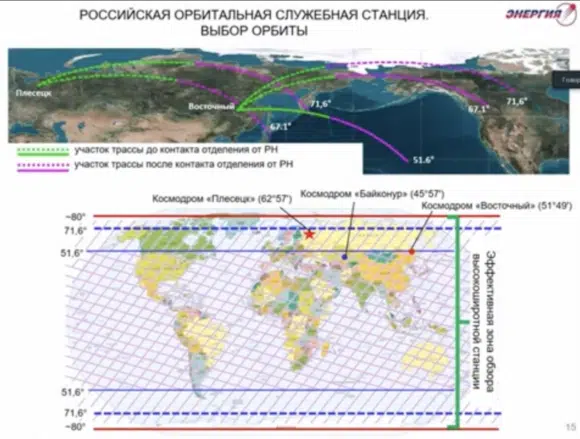 РОССИЙСКАЯ ОРБИТАЛЬНАЯ СЛУЖЕБНАЯ СТАНЦИЯ.
ВЫБОР ОРБИТЫ
ЭНЕРГИЯ
Плесецк
Восточный
71,6°
67.1°
51.6°
67.1°
71,6°
участок трассы до контакта отделения от РН
участок трассы после контакта отделения от РН
Космодром «Плесецк» (62°57')
Космодром «Байконур» (45°57')
Космодром «Восточный» (51°49')
~80°
71,6°
51,6°
51,6°
71,6°
~80°
Эффективная зона обзора
высокоширотной станции
15